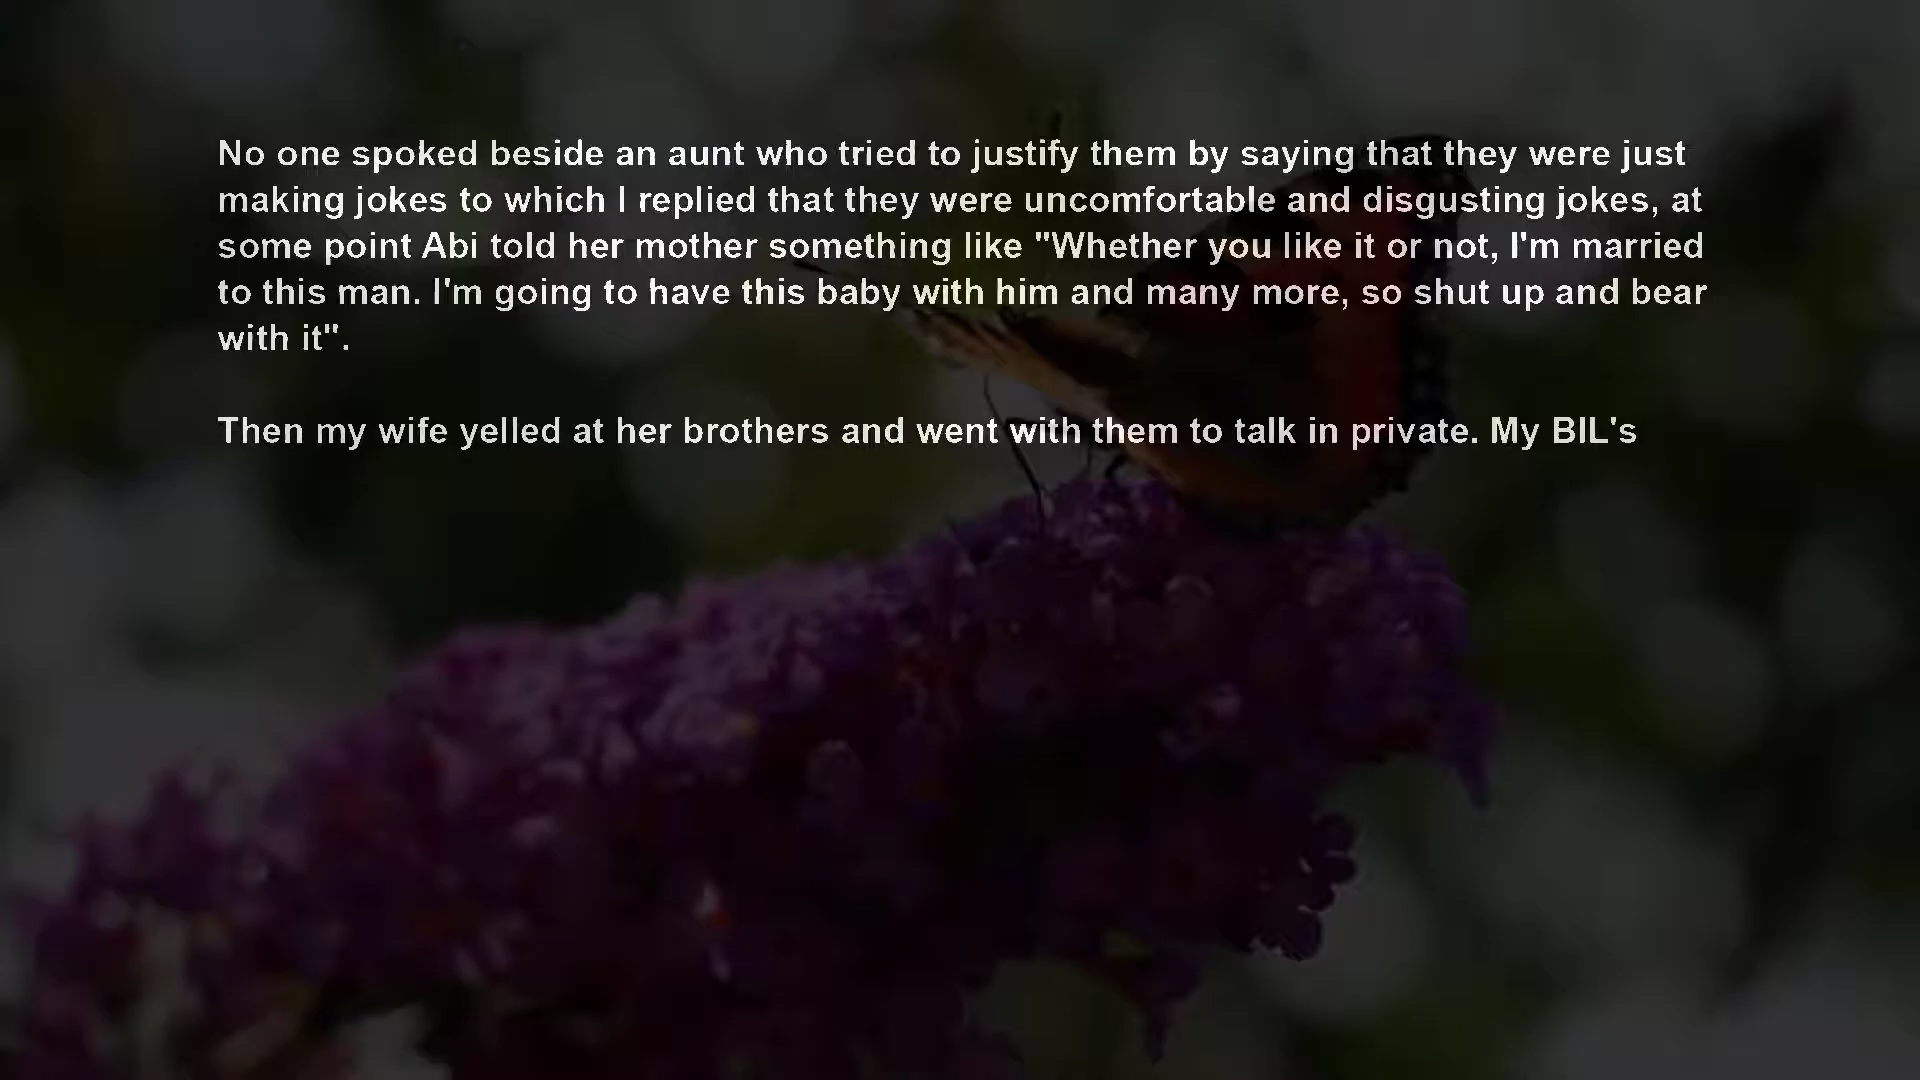 No one spoked beside an aunt who tried to justify them by saying that they were just
making jokes to which I replied that they were uncomfortable and disgusting jokes, at
some point Abi told her mother something like "Whether you like it or not, I'm married
to this man. I'm going to have this baby with him and many more, so shut up and bear
with it".
Then my wife yelled at her brothers and went with them to talk in private. My BIL's